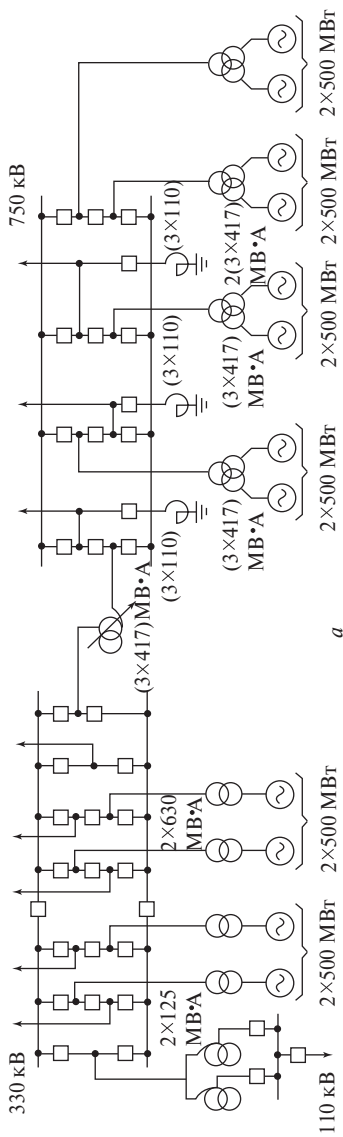 330 кВ
110 кВ
2×125
МВ•А
2×500 МВт
2×630
МВ•А
2×500 МВт
(3×417)МВ•А
(3×110)
(3×417)
МВ•А
2×500 МВт
(3×110)
(3×417)
МВ•А
2×500 МВт
(3×110)
2(3×417)
МВ•А
2×500 МВт
750 кВ
2×500 МВт
а